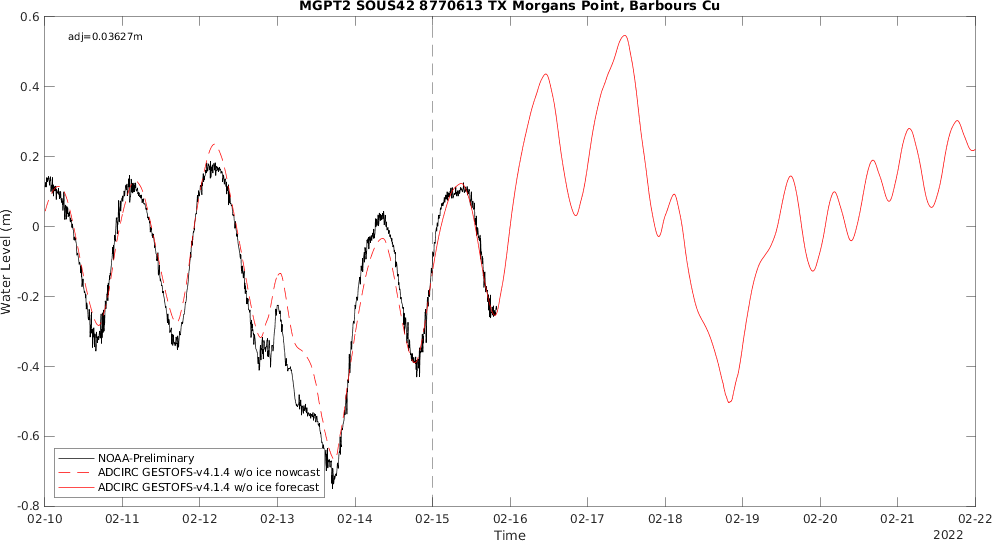 MGPT2 SOUS42 8770613 TX Morgans Point, Barbours Cu
adj=0.03627m
0.6
0.4
0.2
0
-0.2
-0.4
-0.6
-0.8
Water Level (m)
NOAA-Preliminary
ADCIRC GESTOFS-v4.1.4 w/o ice nowcast
ADCIRC GESTOFS-v4.1.4 w/o ice forecast
02-10 02-11 02-12 02-13 02-14 02-15 02-16 02-17 02-18 02-19 02-20 02-21 02-22
Time
2022